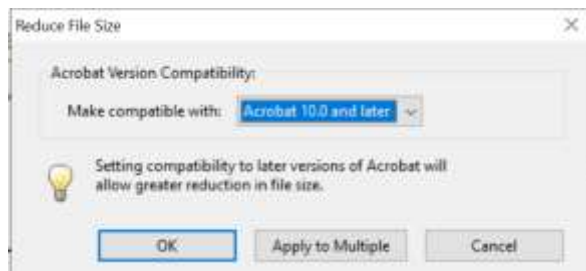 Reduce File Size
Acrobat Version Compatibility:
Make compatible with: Acrobat 10.0 and later
Setting compatibility to later versions of Acrobat will
allow greater reduction in file size.
OK Apply to Multiple Cancel